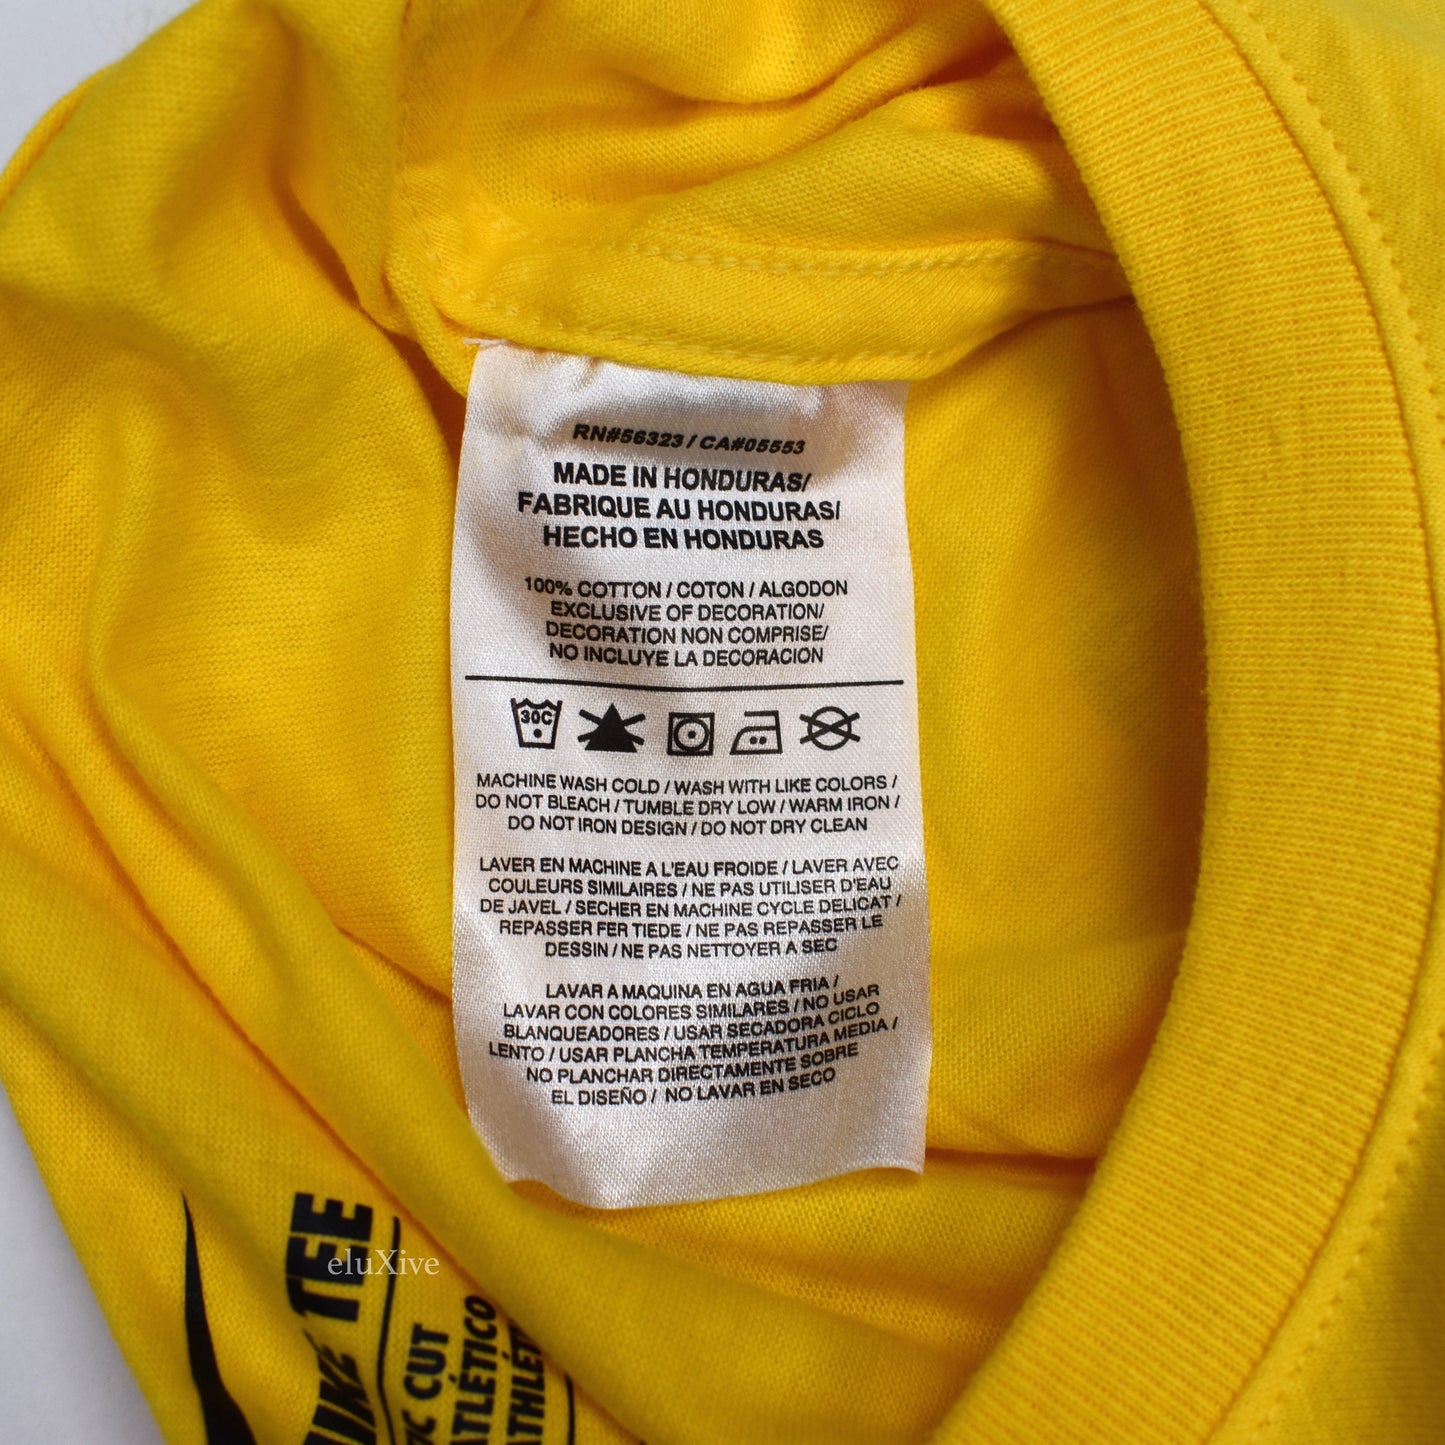 RN#56323 / CA#05553
MADE IN HONDURAS/
FABRIQUE AU HONDURAS/
HECHO EN HONDURAS
100% COTTON / COTON / ALGODON
EXCLUSIVE OF DECORATION/
DECORATION NON COMPRISE/
NO INCLUYE LA DECORACION
30C
MACHINE WASH COLD / WASH WITH LIKE COLORS /
DO NOT BLEACH / TUMBLE DRY LOW / WARM IRON /
DO NOT IRON DESIGN / DO NOT DRY CLEAN
LAVER EN MACHINE A L'EAU FROIDE / LAVER AVEC
COULEURS SIMILAIRES / NE PAS UTILISER D'EAU
DE JAVEL / SECHER EN MACHINE CYCLE DELICAT /
REPASSER FER TIEDE / NE PAS REPASSER LE
DESSIN / NE PAS NETTOYER A SEC
LAVAR A MAQUINA EN AGUA FRIA /
LAVAR CON COLORES SIMILARES / NO USAR
BLANQUEADORES / USAR SECADORA CICLO
LENTO / USAR PLANCHA TEMPERATURA MEDIA /
NO PLANCHAR DIRECTAMENTE SOBRE
EL DISEÑO / NO LAVAR EN SECO
NIKE TEE
CUT
ATLÉTICO
eluXive